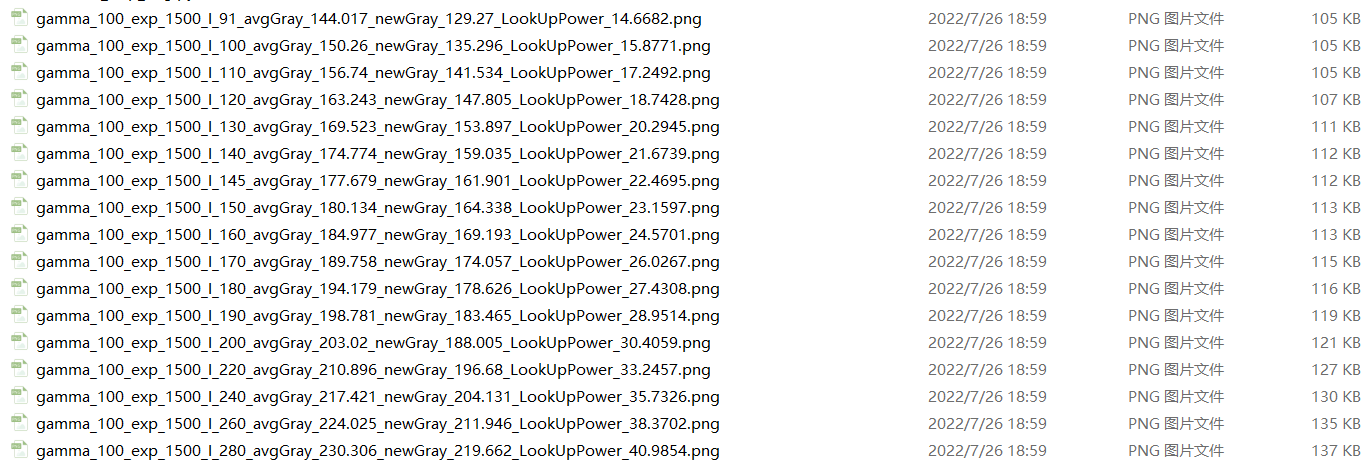 gamma_100_exp_1500_I_91_avgGray_144.017_newGray_129.27_LookUpPower_14.6682.png 2022/7/26 18:59 PNG 图片文件 105 KB
gamma_100_exp_1500_I_100_avgGray_150.26_newGray_135.296_LookUpPower_15.8771.png 2022/7/26 18:59 PNG 图片文件 105 KB
gamma_100_exp_1500_I_110_avgGray_156.74_newGray_141.534_LookUpPower_17.2492.png 2022/7/26 18:59 PNG 图片文件 105 KB
gamma_100_exp_1500_I_120_avgGray_163.243_newGray_147.805_LookUpPower_18.7428.png 2022/7/26 18:59 PNG 图片文件 107 KB
gamma_100_exp_1500_I_130_avgGray_169.523_newGray_153.897_LookUpPower_20.2945.png 2022/7/26 18:59 PNG 图片文件 111 KB
gamma_100_exp_1500_I_140_avgGray_174.774_newGray_159.035_LookUpPower_21.6739.png 2022/7/26 18:59 PNG 图片文件 112 KB
gamma_100_exp_1500_I_145_avgGray_177.679_newGray_161.901_LookUpPower_22.4695.png 2022/7/26 18:59 PNG 图片文件 112 KB
gamma_100_exp_1500_I_150_avgGray_180.134_newGray_164.338_LookUpPower_23.1597.png 2022/7/26 18:59 PNG 图片文件 113 KB
gamma_100_exp_1500_I_160_avgGray_184.977_newGray_169.193_LookUpPower_24.5701.png 2022/7/26 18:59 PNG 图片文件 113 KB
gamma_100_exp_1500_I_170_avgGray_189.758_newGray_174.057_LookUpPower_26.0267.png 2022/7/26 18:59 PNG 图片文件 115 KB
gamma_100_exp_1500_I_180_avgGray_194.179_newGray_178.626_LookUpPower_27.4308.png 2022/7/26 18:59 PNG 图片文件 116 KB
gamma_100_exp_1500_I_190_avgGray_198.781_newGray_183.465_LookUpPower_28.9514.png 2022/7/26 18:59 PNG 图片文件 119 KB
gamma_100_exp_1500_I_200_avgGray_203.02_newGray_188.005_LookUpPower_30.4059.png 2022/7/26 18:59 PNG 图片文件 121 KB
gamma_100_exp_1500_I_220_avgGray_210.896_newGray_196.68_LookUpPower_33.2457.png 2022/7/26 18:59 PNG 图片文件 127 KB
gamma_100_exp_1500_I_240_avgGray_217.421_newGray_204.131_LookUpPower_35.7326.png 2022/7/26 18:59 PNG 图片文件 130 KB
gamma_100_exp_1500_I_260_avgGray_224.025_newGray_211.946_LookUpPower_38.3702.png 2022/7/26 18:59 PNG 图片文件 135 KB
gamma_100_exp_1500_I_280_avgGray_230.306_newGray_219.662_LookUpPower_40.9854.png 2022/7/26 18:59 PNG 图片文件 137 KB